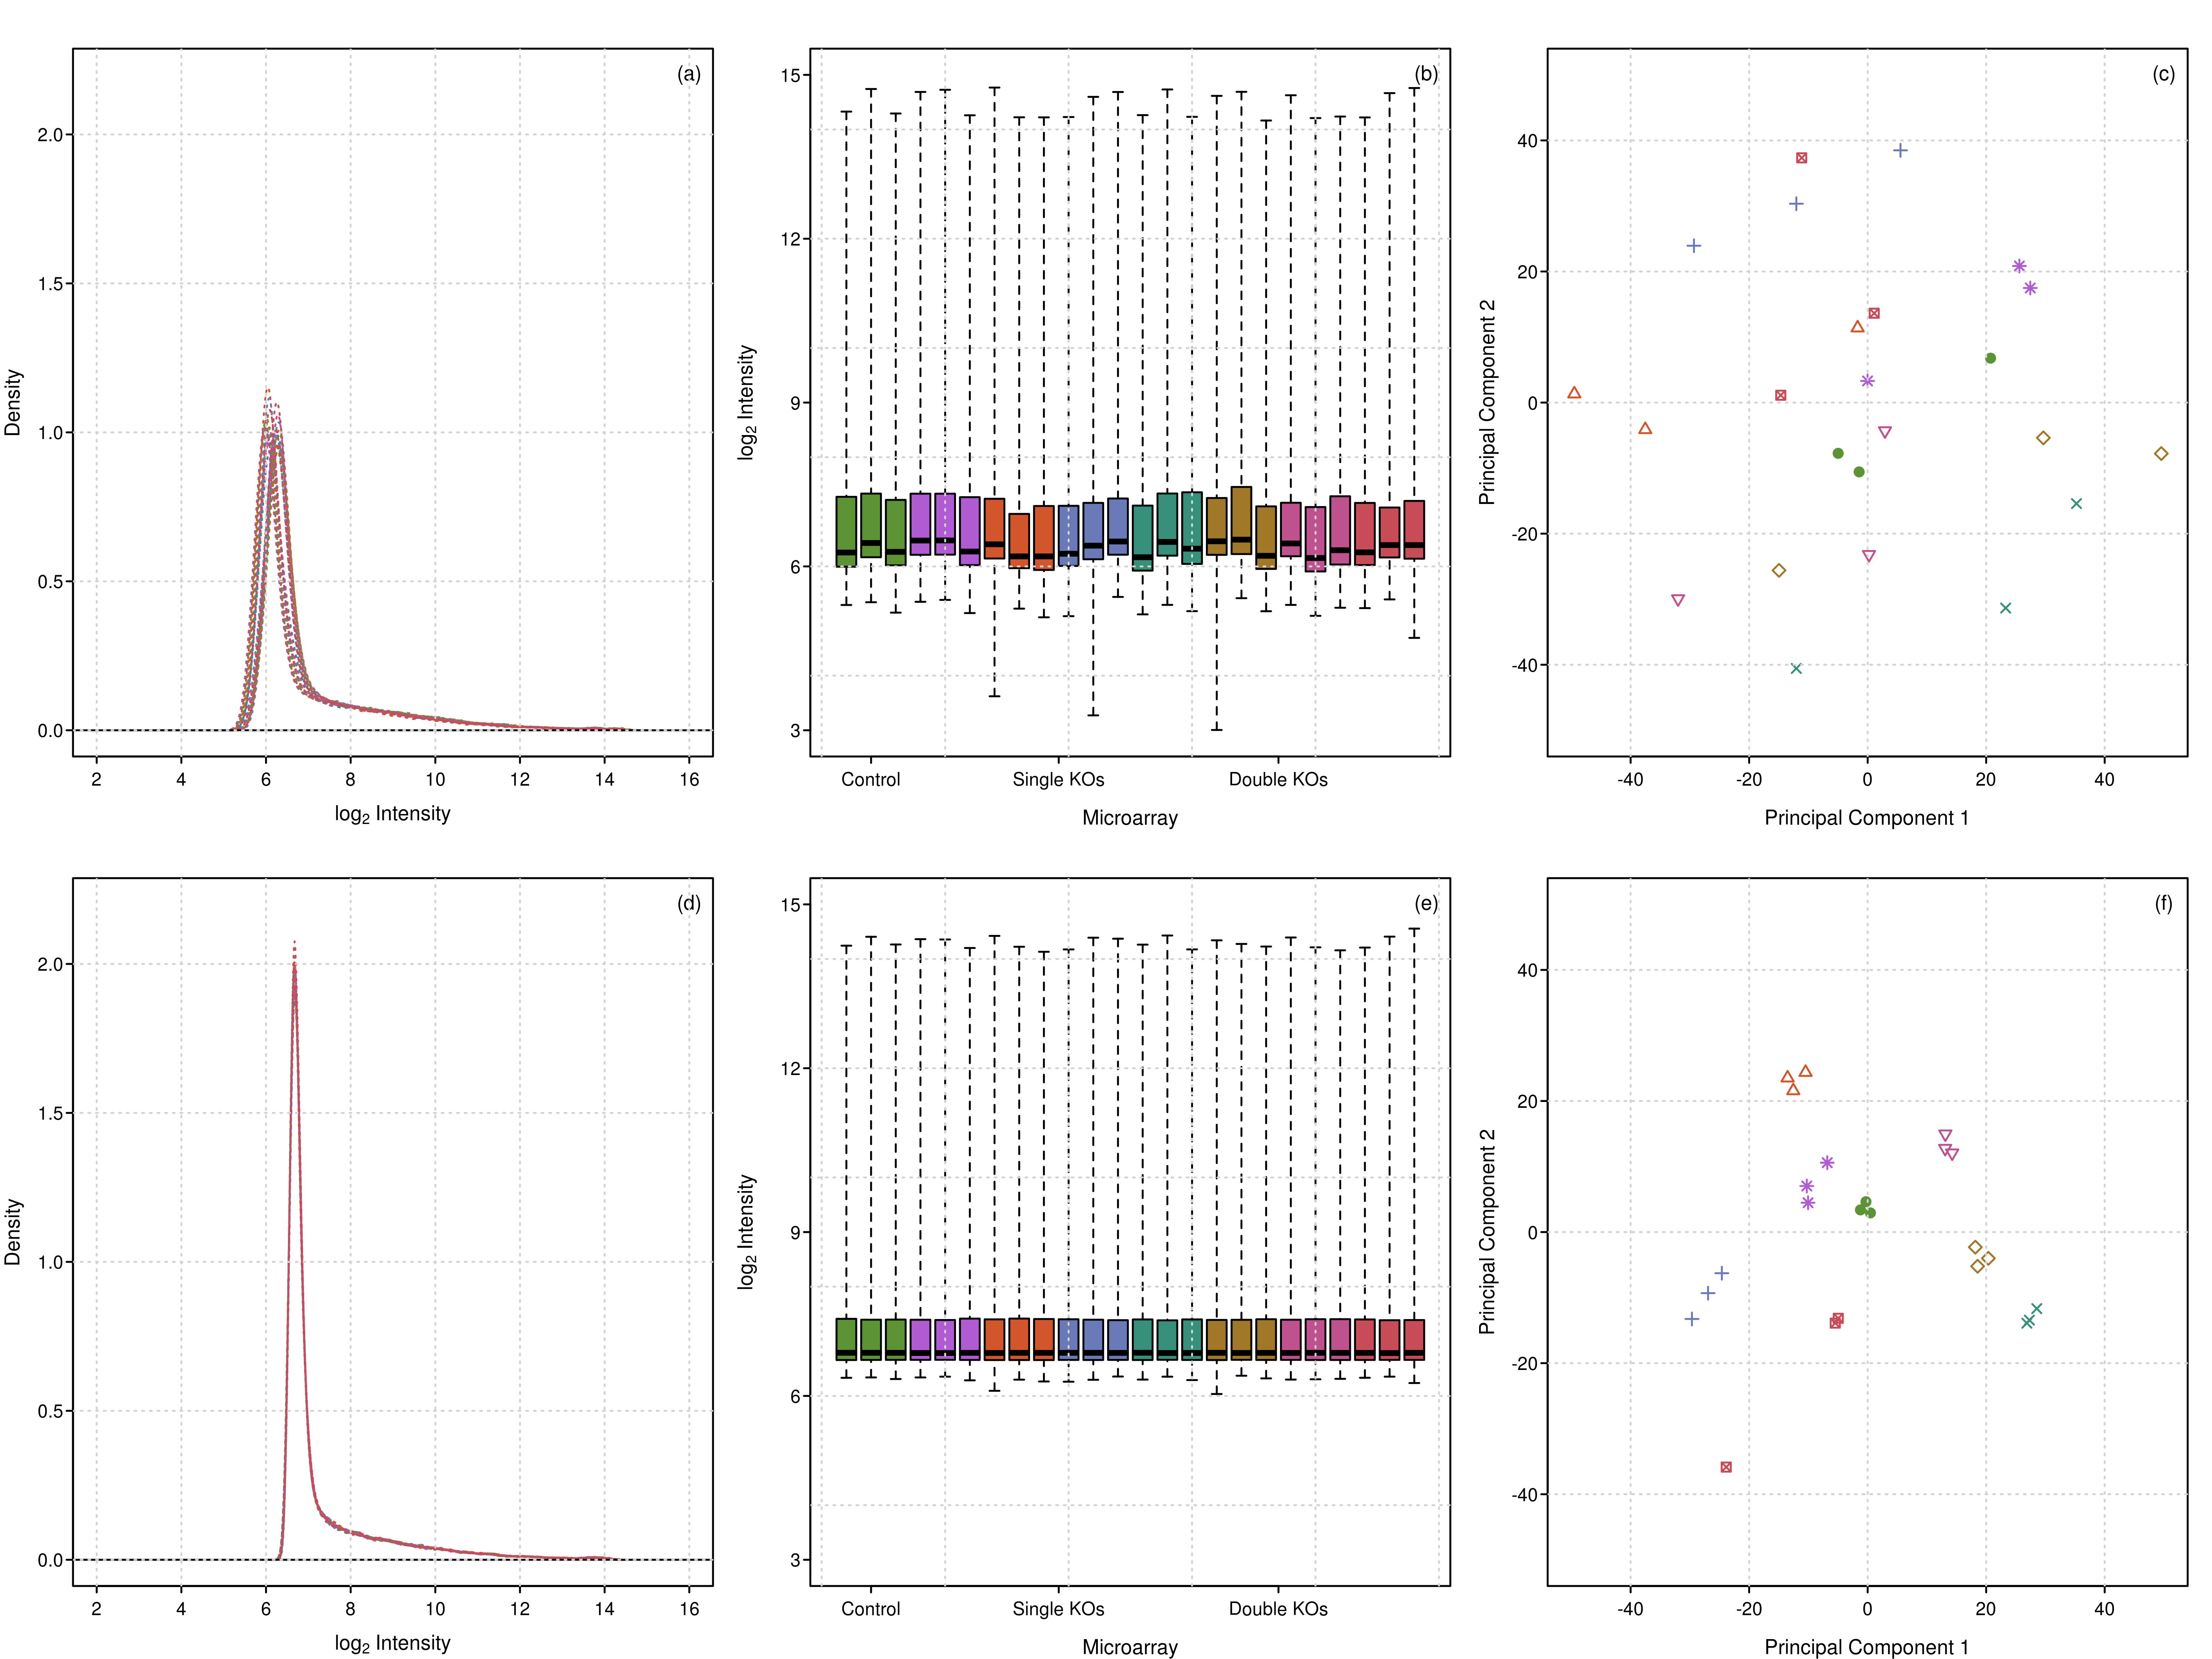 (a)
2.0
1.5
1.0
0.5
0.0
Density
2 4 6 8 10 12 14 16
log₂ Intensity
(b)
15
12
9
6
3
log₂ Intensity
Control Single KOs Double KOs
Microarray
(c)
40
20
0
-20
-40
Principal Component 2
-40 -20 0 20 40
Principal Component 1
(d)
2.0
1.5
1.0
0.5
0.0
Density
2 4 6 8 10 12 14 16
log₂ Intensity
(e)
15
12
9
6
3
log₂ Intensity
Control Single KOs Double KOs
Microarray
(f)
40
20
0
-20
-40
Principal Component 2
-40 -20 0 20 40
Principal Component 1